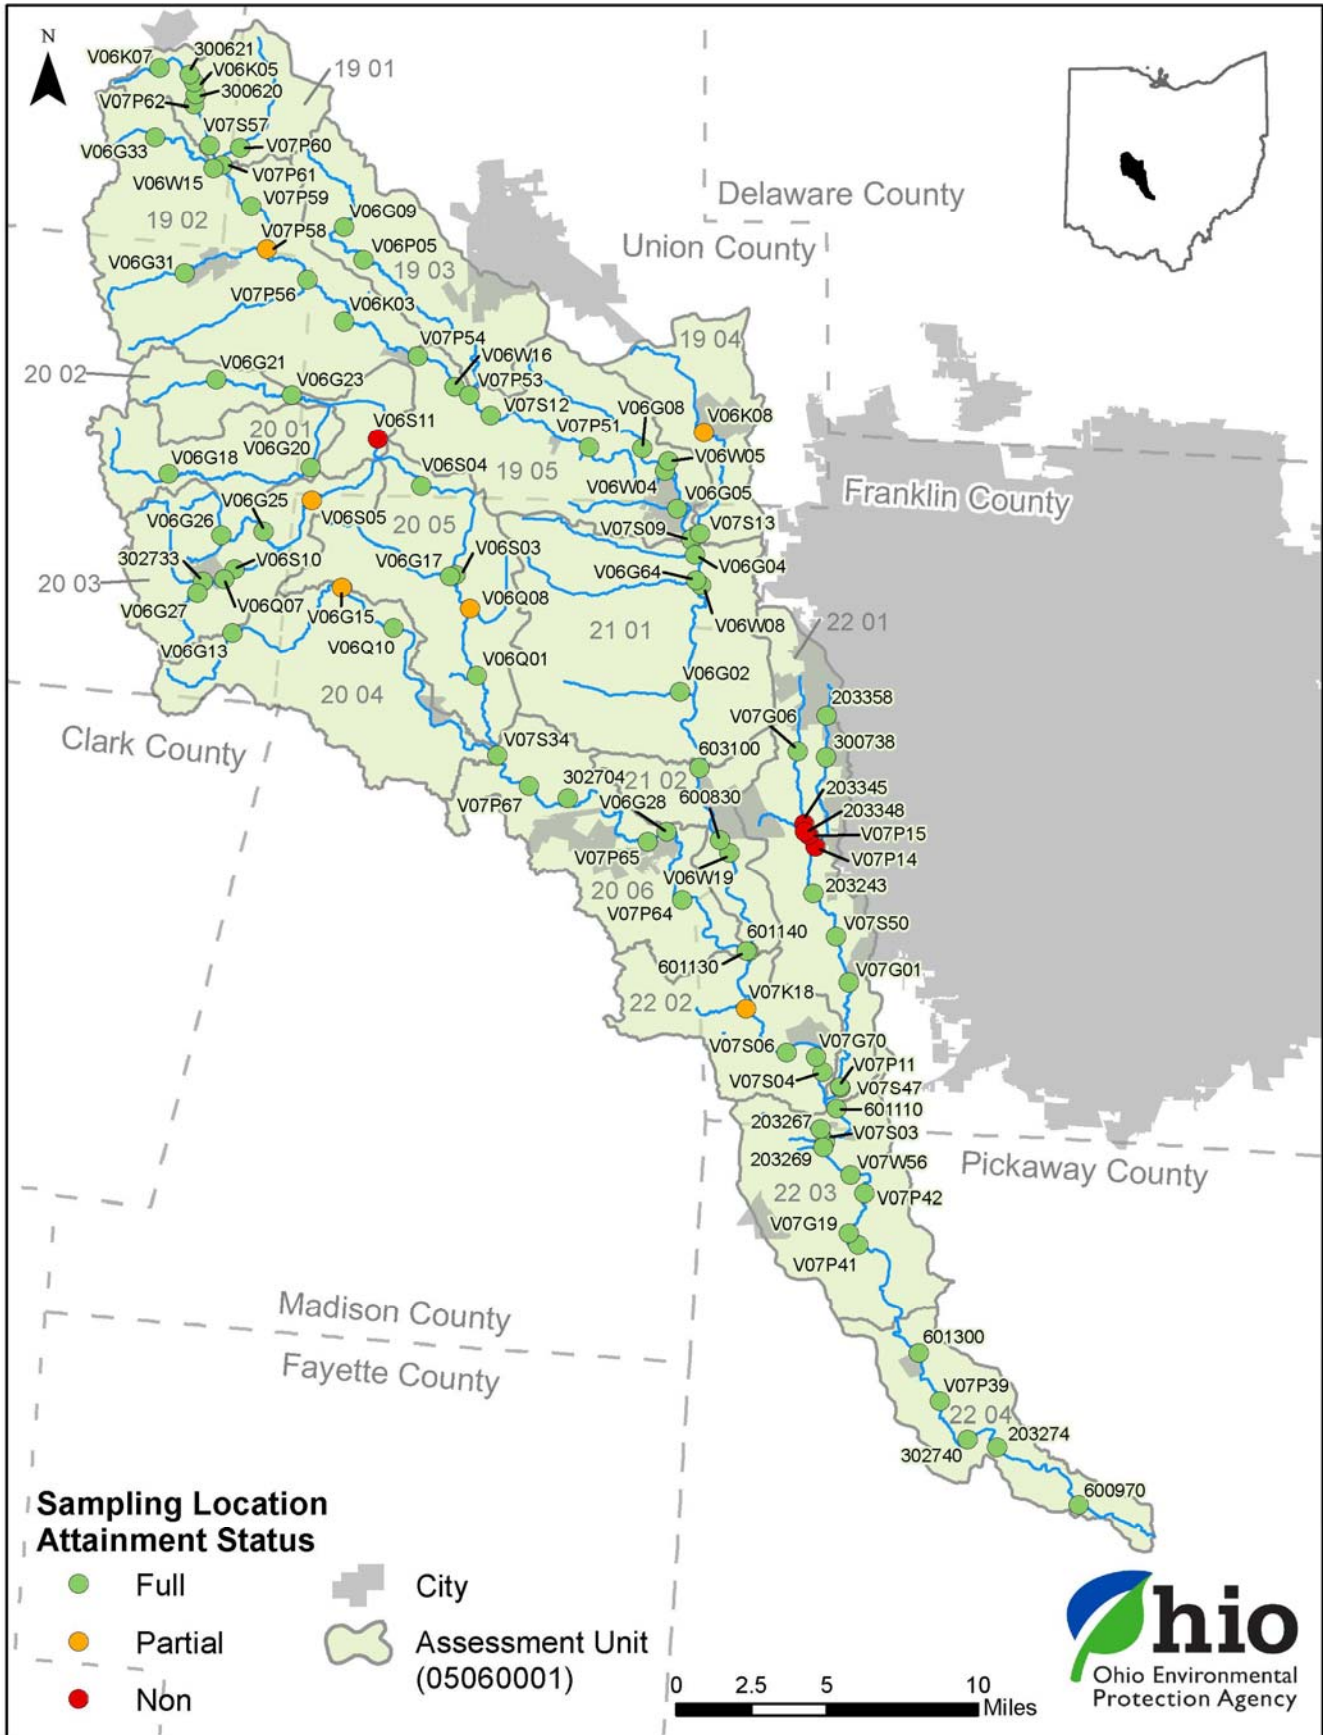 N
V06K07
300621
V06K05
300620
V07P62
19 01
V07S57
V06G33
V07P60
V07P61
V06W15
V07P59
19 02
V06G09
Delaware County
V07P58
V06P05
Union County
19 03
V06G31
V07P56
V06K03
19 04
V07P54
V06W16
20 02
V06G21
V06G23
V07P53
V07S12
V06G08
V06S11
V06K08
20 01
V07P51
V06G20
V06W05
V06G18
V06S04
19 05
V06W04
V06G25
V06G05
Franklin County
V06G26
V06S05
20 05
V07S09
V07S13
302733
V06S10
V06G17
V06S03
V06G04
V06G64
20 03
V06Q08
V06G27
V06Q07
V06G15
V06W08
V06G13
V06Q10
21 01
22 01
V06Q01
V06G02
20 04
203358
V07G06
Clark County
V07S34
603100
300738
302704
21 02
203345
V07P67
V06G28
600830
203348
V07P15
V07P65
V07P14
V06W19
20 06
203243
V07P64
V07S50
601140
601130
V07G01
V07K18
22 02
V07S06
V07G70
V07P11
V07S04
V07S47
601110
203267
V07S03
203269
V07W56
Pickaway County
22 03
V07P42
V07G19
V07P41
Madison County
601300
Fayette County
V07P39
22 04
203274
302740
600970
Sampling Location
Attainment Status
Full
City
Partial
Assessment Unit
(05060001)
Non
0 2.5 5 10
Miles
Ohio
Ohio Environmental
Protection Agency